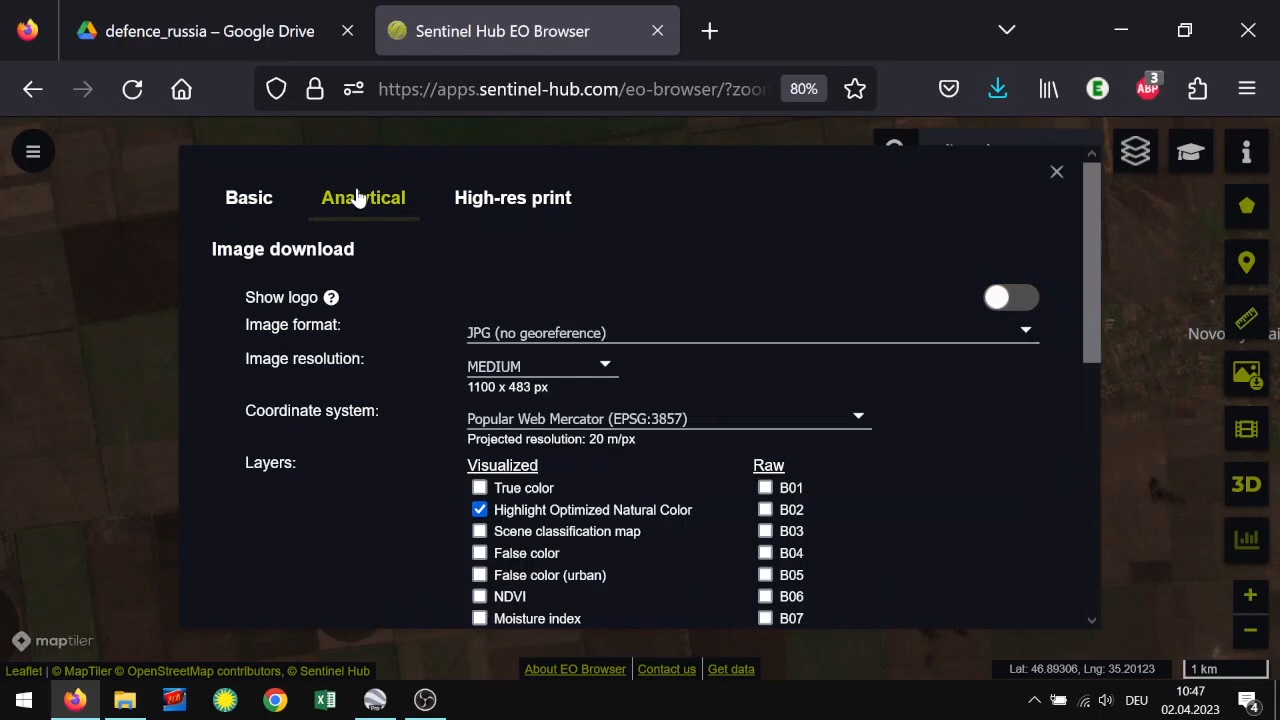 defence_russia – Google Drive
Sentinel Hub EO Browser
https://apps.sentinel-hub.com/eo-browser/?zoo
80%
3
ABP
E
Basic
Analytical
High-res print
Image download
Show logo ?
Image format:
JPG (no georeference)
Image resolution:
MEDIUM
1100 x 483 px
Coordinate system:
Popular Web Mercator (EPSG:3857)
Projected resolution: 20 m/px
Layers:
Visualized
Raw
True color
B01
Highlight Optimized Natural Color
B02
Scene classification map
B03
False color
B04
False color (urban)
B05
NDVI
B06
Moisture index
B07
3D
maptiler
Leaflet | © MapTiler © OpenStreetMap contributors, © Sentinel Hub
About EO Browser
Contact us
Get data
Lat: 46.89306, Lng: 35.20123
1 km
DEU
10:47
02.04.2023
4